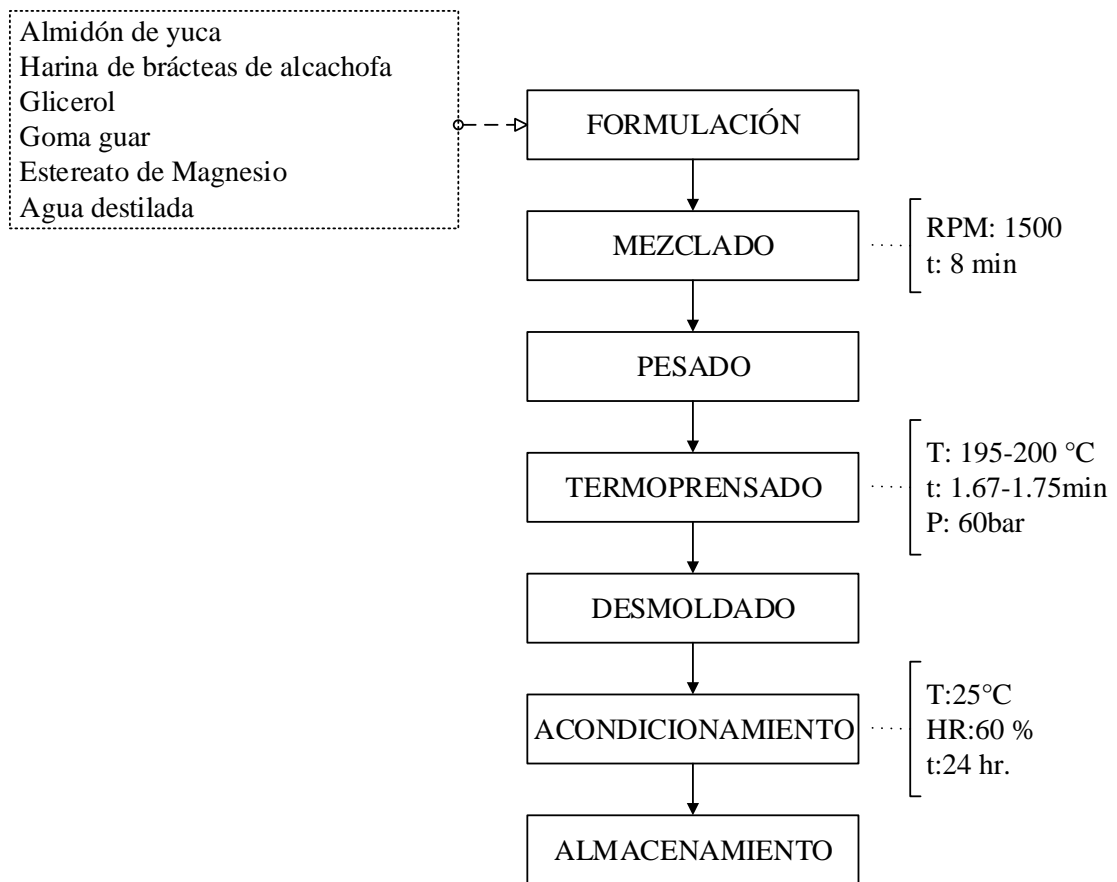 Almidón de yuca
Harina de brácteas de alcachofa
Glicerol
Goma guar
Estereato de Magnesio
Agua destilada
FORMULACIÓN
MEZCLADO
RPM: 1500
t: 8 min
PESADO
TERMOPRENSADO
T: 195-200 °C
t: 1.67-1.75min
P: 60bar
DESMOLDADO
ACONDICIONAMIENTO
T:25°C
HR:60 %
t:24 hr.
ALMACENAMIENTO